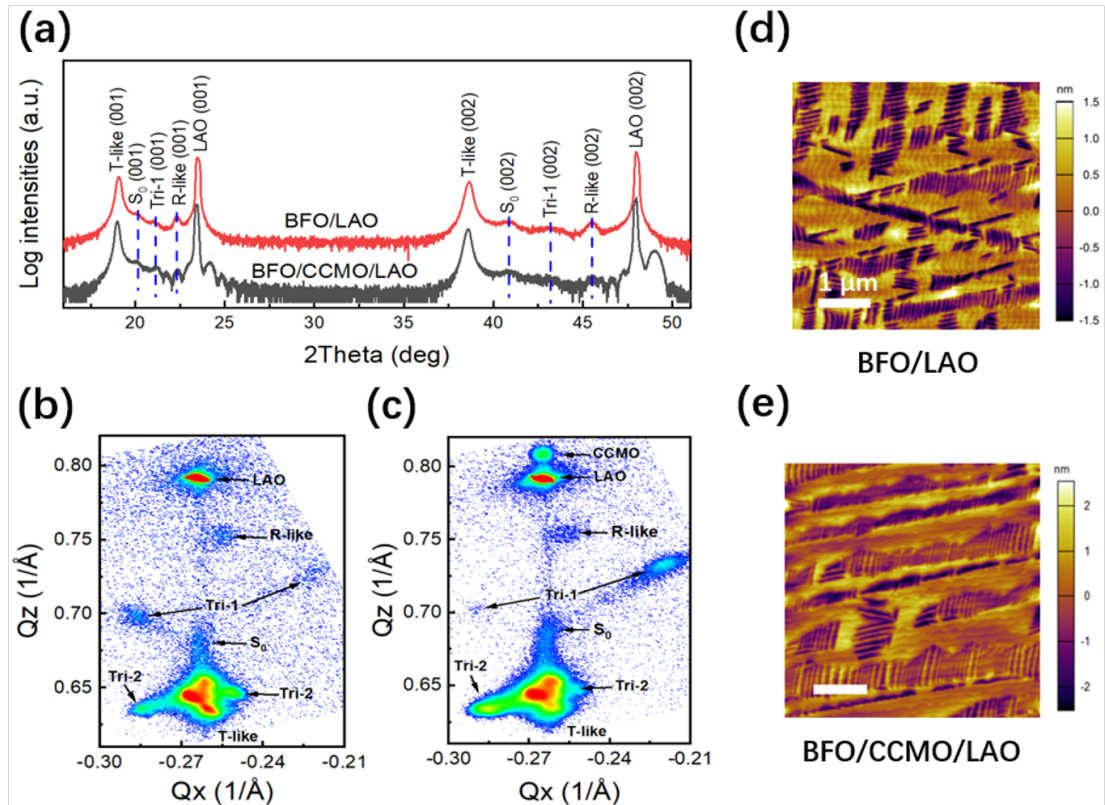 (a)
Log intensities (a.u.)
T-like (001)
S₀ (001)
Tri-1 (001)
R-like (001)
LAO (001)
T-like (002)
S₀ (002)
Tri-1 (002)
R-like (002)
LAO (002)
BFO/LAO
BFO/CCMO/LAO
20 25 30 35 40 45 50
2Theta (deg)
(b)
Qz (1/Å)
0.80
0.75
0.70
0.65
LAO
R-like
Tri-1
S₀
Tri-2
Tri-2
T-like
-0.30 -0.27 -0.24 -0.21
Qx (1/Å)
(c)
Qz (1/Å)
0.80
0.75
0.70
0.65
CCMO
LAO
R-like
Tri-1
S₀
Tri-2
Tri-2
T-like
-0.30 -0.27 -0.24 -0.21
Qx (1/Å)
(d)
nm
1.5
1.0
0.5
0.0
-0.5
-1.0
-1.5
1 μm
BFO/LAO
(e)
nm
2
1
0
-1
-2
BFO/CCMO/LAO